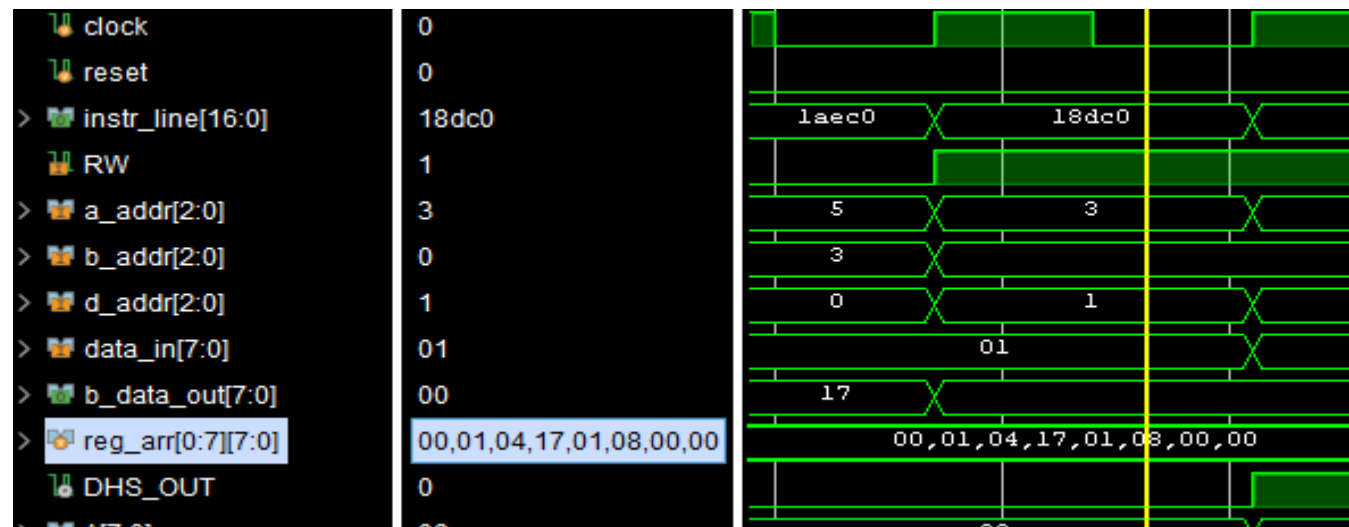 clock 0
reset 0
instr_line[16:0] 18dc0 1aec0 18dc0
RW 1
a_addr[2:0] 3 5 3
b_addr[2:0] 0 3
d_addr[2:0] 1 0 1
data_in[7:0] 01 01
b_data_out[7:0] 00 17
reg_arr[0:7][7:0] 00,01,04,17,01,08,00,00 00,01,04,17,01,08,00,00
DHS_OUT 0